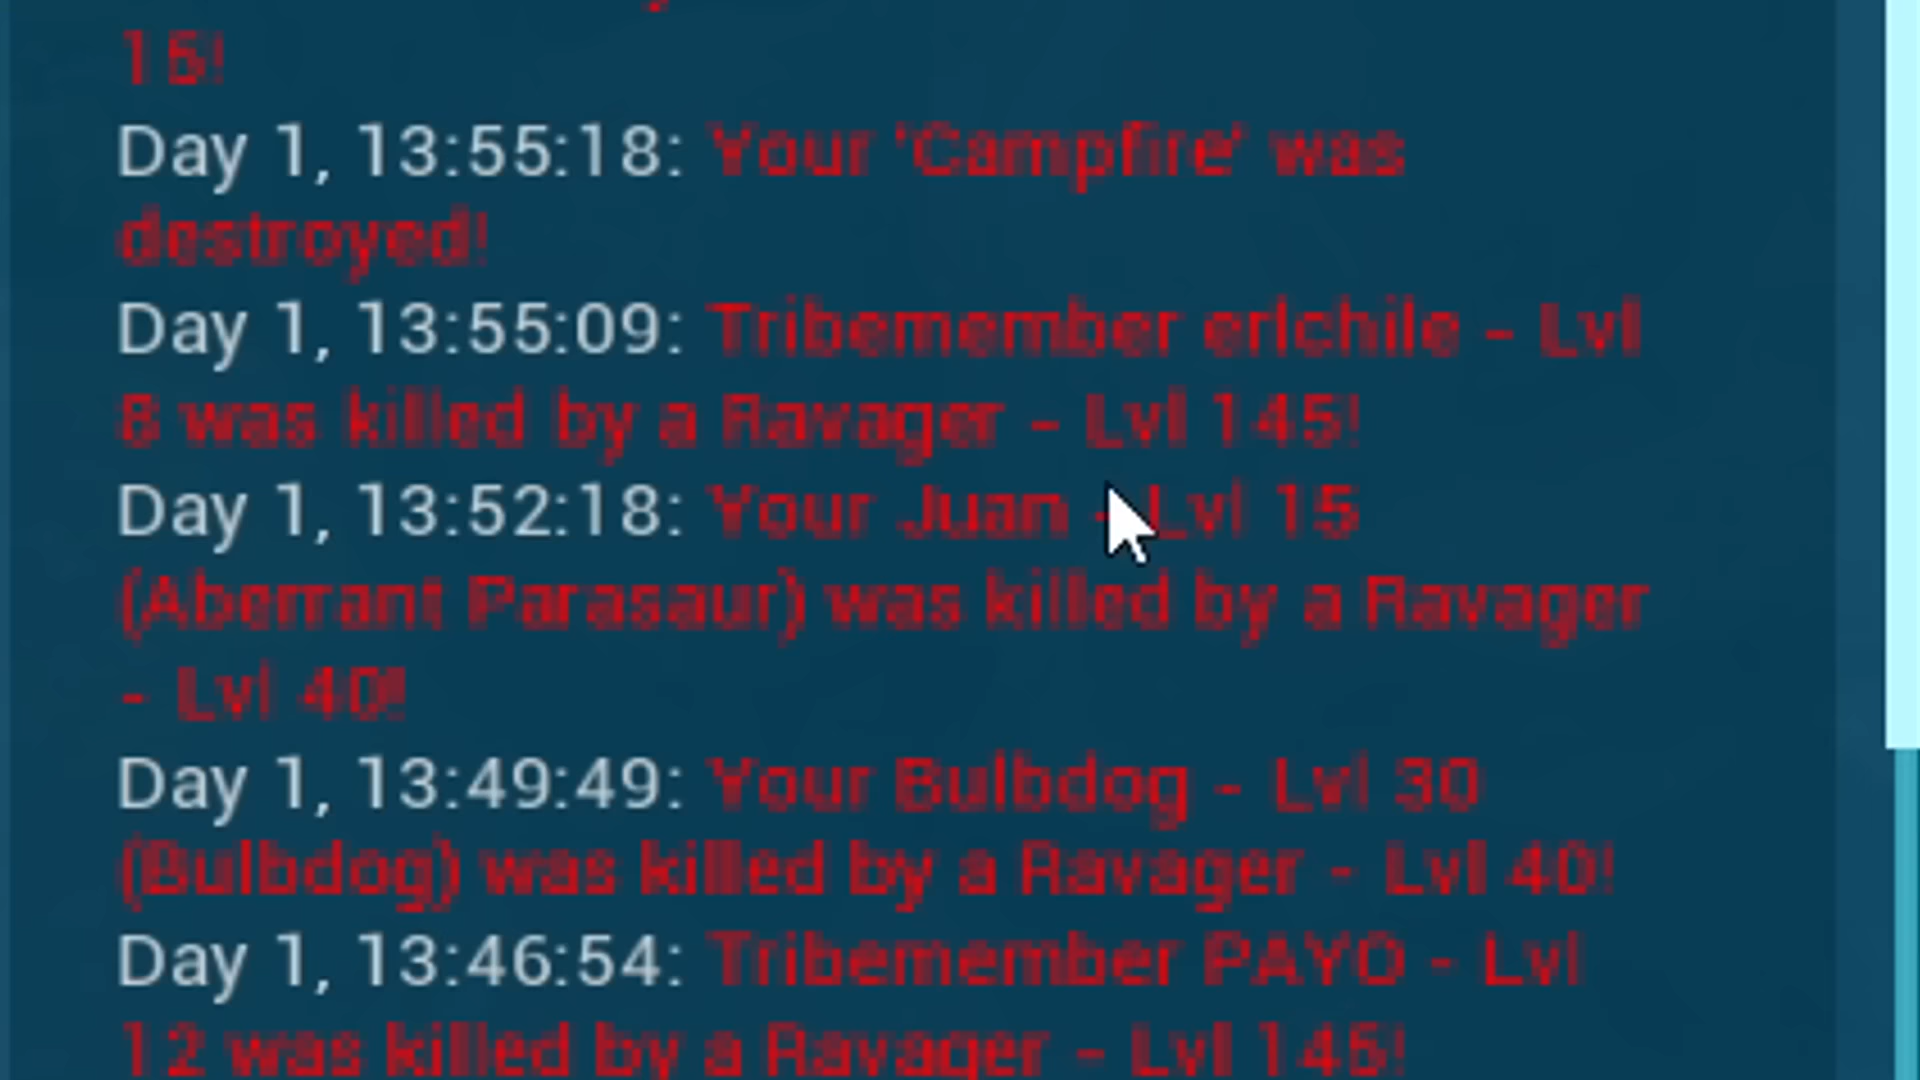 15!
Day 1, 13:55:18: Your 'Campfire' was
destroyed!
Day 1, 13:55:09: Tribemember erlchile - Lvl
8 was killed by a Ravager - Lvl 145!
Day 1, 13:52:18: Your Juan - Lvl 15
(Aberrant Parasaur) was killed by a Ravager
- Lvl 40!
Day 1, 13:49:49: Your Bulbdog - Lvl 30
(Bulbdog) was killed by a Ravager - Lvl 40!
Day 1, 13:46:54: Tribemember PAYO - Lvl
12 was killed by a Ravager - Lvl 145!